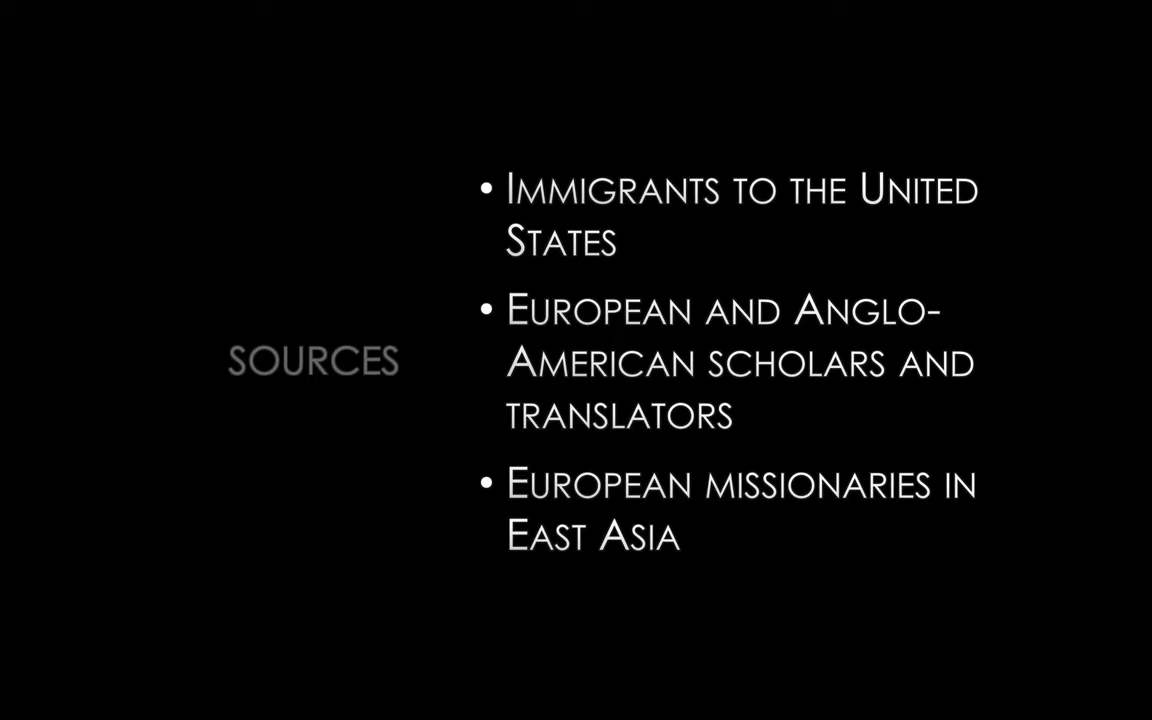 SOURCES
• IMMIGRANTS TO THE UNITED
STATES
• EUROPEAN AND ANGLO-
AMERICAN SCHOLARS AND
TRANSLATORS
• EUROPEAN MISSIONARIES IN
EAST ASIA